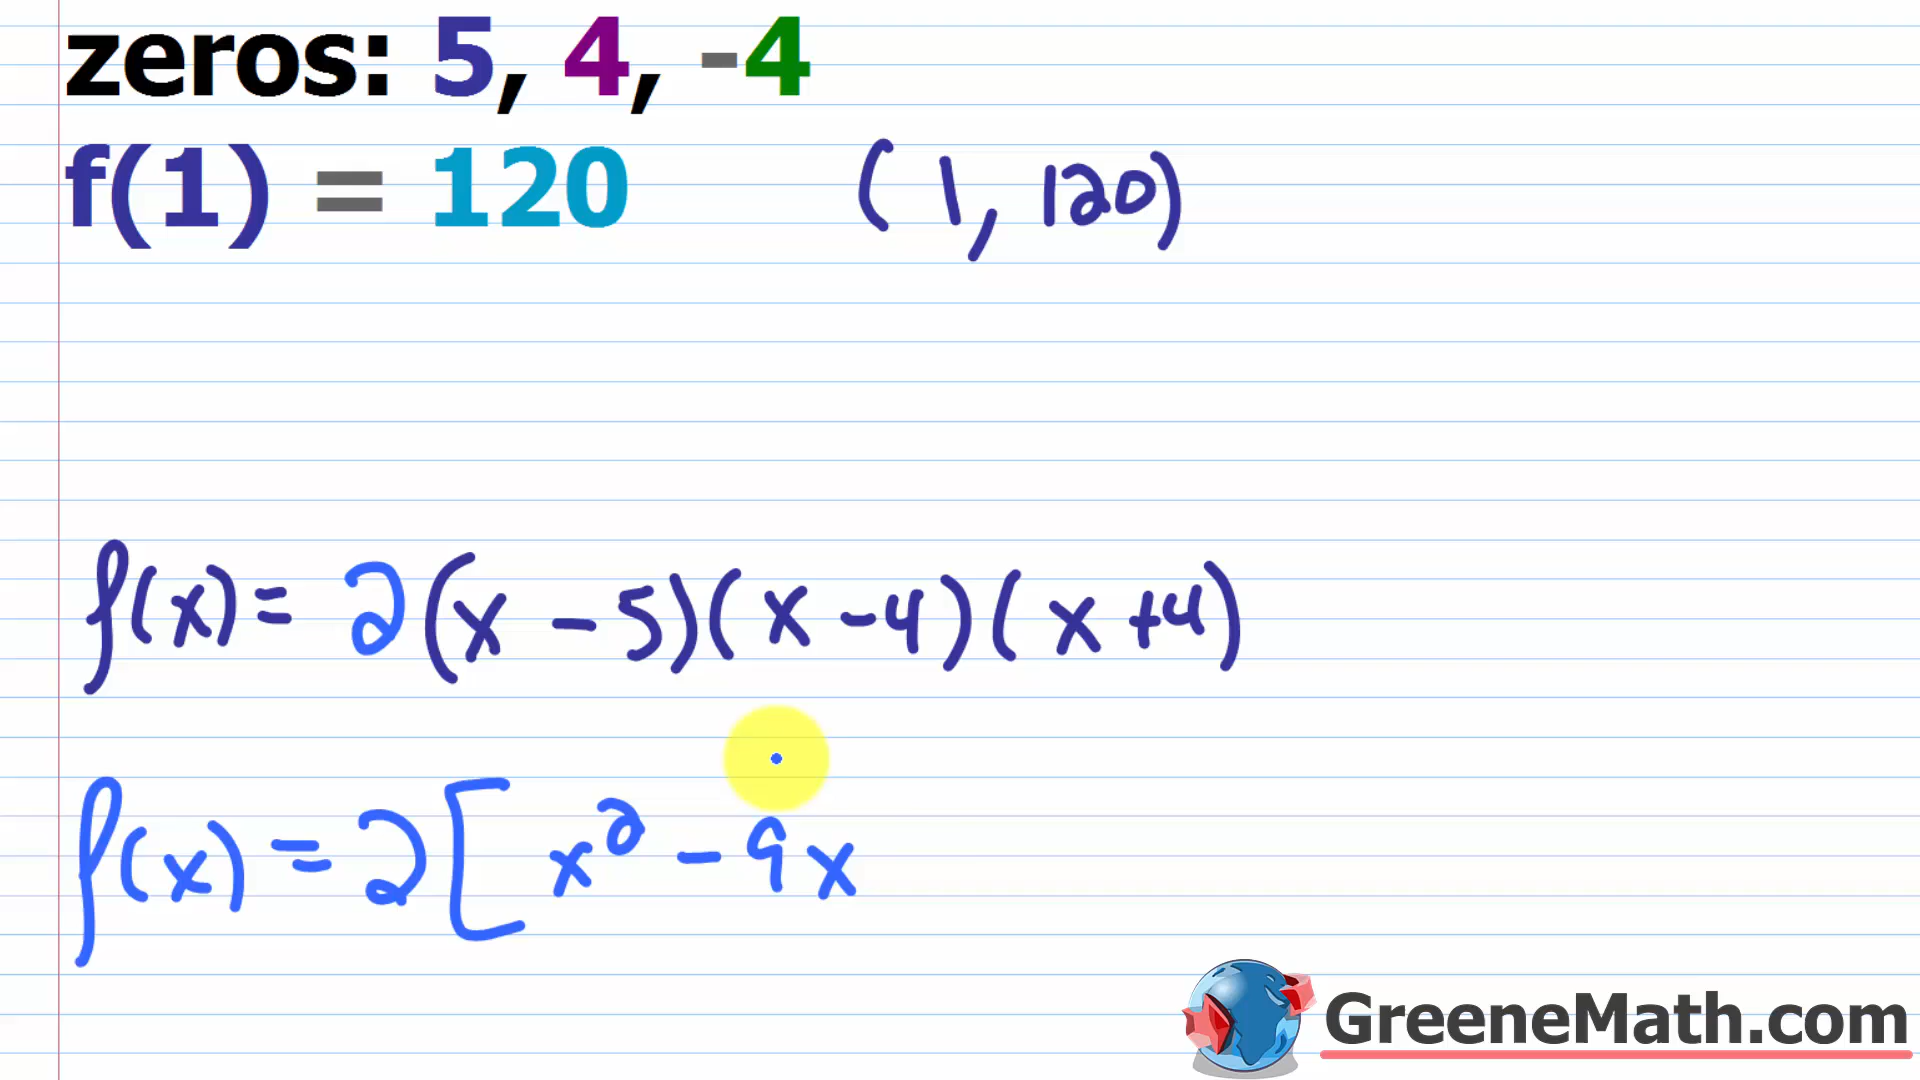 zeros: 5, 4, -4
f(1) = 120 (1, 120)
f(x) = 2(x - 5)(x - 4)(x + 4)
f(x) = 2[x² - 9x
GreeneMath.com